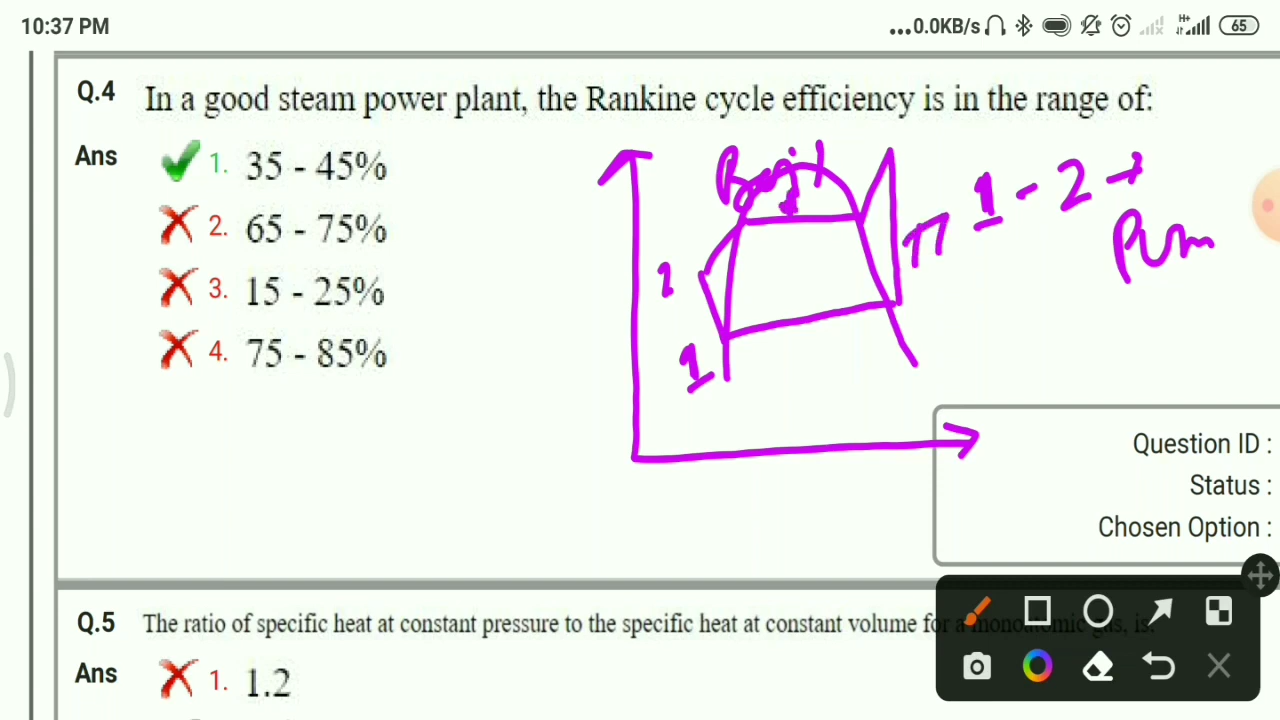 10:37 PM
...0.0KB/s H+ 65
Q.4 In a good steam power plant, the Rankine cycle efficiency is in the range of:
Ans 1. 35 - 45%
2. 65 - 75%
3. 15 - 25%
4. 75 - 85%
1 - 2 →
Pum
2
1
Question ID :
Status :
Chosen Option :
Q.5 The ratio of specific heat at constant pressure to the specific heat at constant volume for a monoatomic gas, is:
Ans 1. 1.2